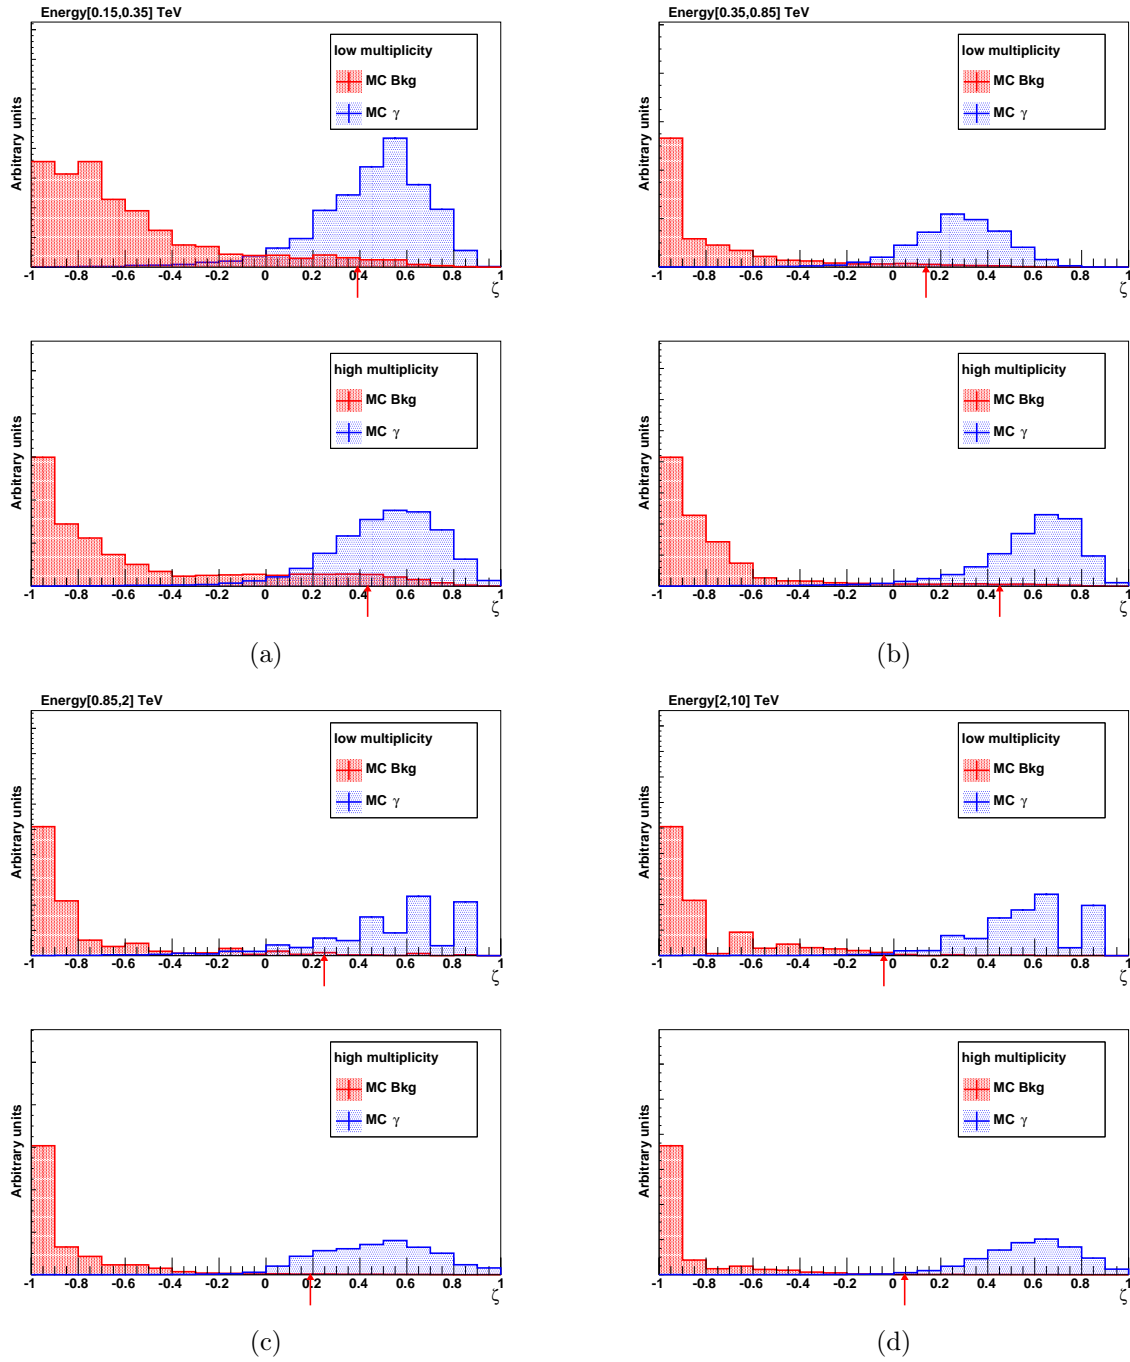 Energy[0.15,0.35] TeV
Arbitrary units
low multiplicity
MC Bkg
MC γ
-1 -0.8 -0.6 -0.4 -0.2 0 0.2 0.4 0.6 0.8 1
ζ
Arbitrary units
high multiplicity
MC Bkg
MC γ
-1 -0.8 -0.6 -0.4 -0.2 0 0.2 0.4 0.6 0.8 1
ζ
(a)
Energy[0.35,0.85] TeV
Arbitrary units
low multiplicity
MC Bkg
MC γ
-1 -0.8 -0.6 -0.4 -0.2 0 0.2 0.4 0.6 0.8 1
ζ
Arbitrary units
high multiplicity
MC Bkg
MC γ
-1 -0.8 -0.6 -0.4 -0.2 0 0.2 0.4 0.6 0.8 1
ζ
(b)
Energy[0.85,2] TeV
Arbitrary units
low multiplicity
MC Bkg
MC γ
-1 -0.8 -0.6 -0.4 -0.2 0 0.2 0.4 0.6 0.8 1
ζ
Arbitrary units
high multiplicity
MC Bkg
MC γ
-1 -0.8 -0.6 -0.4 -0.2 0 0.2 0.4 0.6 0.8 1
ζ
(c)
Energy[2,10] TeV
Arbitrary units
low multiplicity
MC Bkg
MC γ
-1 -0.8 -0.6 -0.4 -0.2 0 0.2 0.4 0.6 0.8 1
ζ
Arbitrary units
high multiplicity
MC Bkg
MC γ
-1 -0.8 -0.6 -0.4 -0.2 0 0.2 0.4 0.6 0.8 1
ζ
(d)